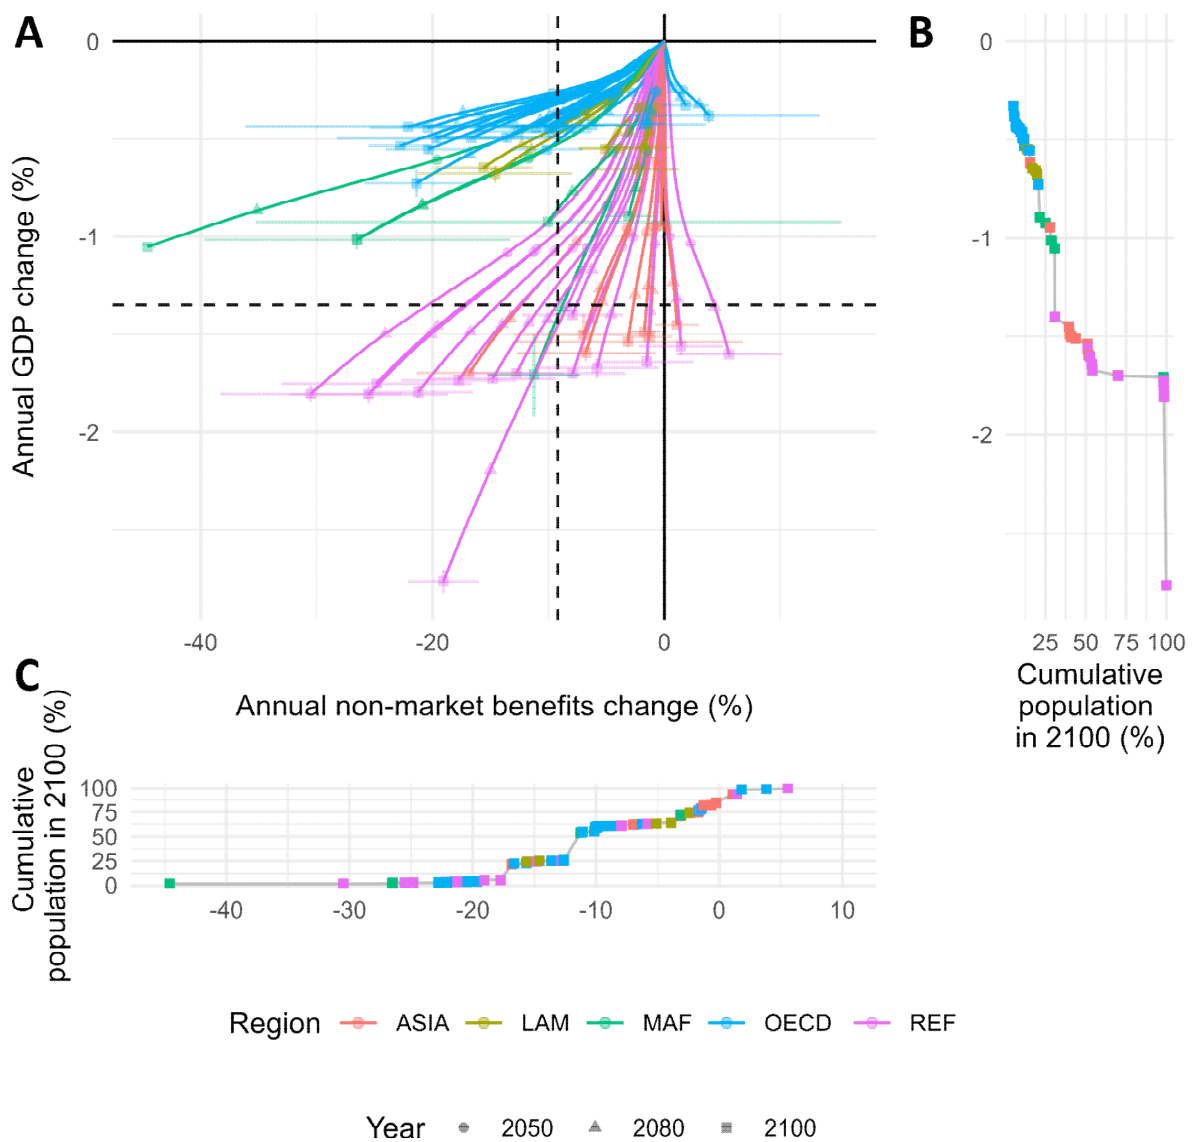 A
B
Annual GDP change (%)
0
-1
-2
-40
-20
0
Annual non-market benefits change (%)
0
-1
-2
25
50
75
100
Cumulative
population
in 2100 (%)
C
Cumulative
population in 2100 (%)
100
75
50
25
0
-40
-30
-20
-10
0
10
Region ASIA LAM MAF OECD REF
Year 2050 2080 2100